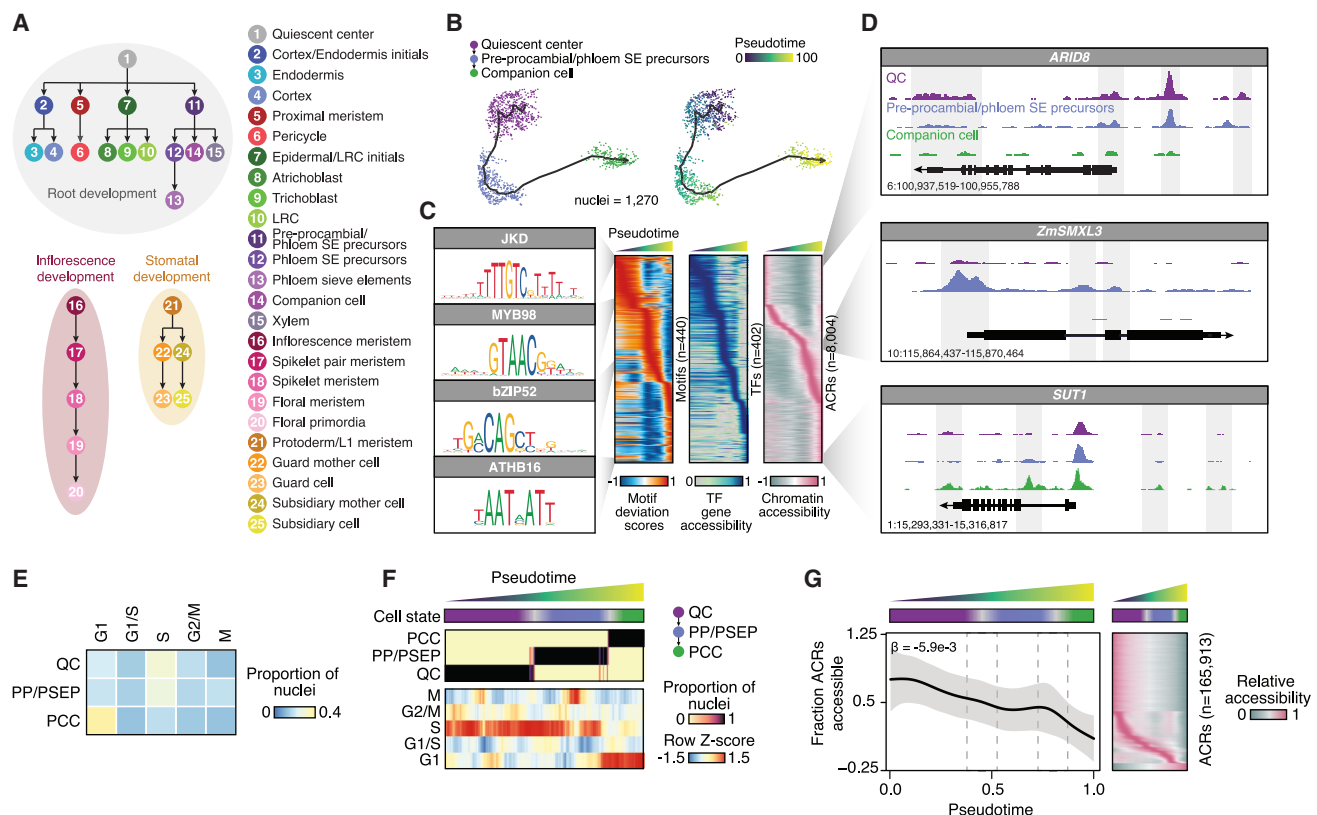 A
1
2
5
7
11
3
4
6
8
9
10
12
14
15
Root development
13
Inflorescence
development
Stomatal
development
16
17
18
19
20
21
22
24
23
25
1 Quiescent center
2 Cortex/Endodermis initials
3 Endodermis
4 Cortex
5 Proximal meristem
6 Pericycle
7 Epidermal/LRC initials
8 Atrichoblast
9 Trichoblast
10 LRC
11 Pre-procambial/
Phloem SE precursors
12 Phloem SE precursors
13 Phloem sieve elements
14 Companion cell
15 Xylem
16 Inflorescence meristem
17 Spikelet pair meristem
18 Spikelet meristem
19 Floral meristem
20 Floral primordia
21 Protoderm/L1 meristem
22 Guard mother cell
23 Guard cell
24 Subsidiary mother cell
25 Subsidiary cell
B
Quiescent center
Pre-procambial/phloem SE precursors
Companion cell
Pseudotime
0 100
nuclei = 1,270
C
JKD
TTTGTC
MYB98
GTAAC
bZIP52
TGACAGCT
ATHB16
AAT ATT
Pseudotime
Motifs (n=440)
TFs (n=402)
ACRs (n=8,004)
-1 1
Motif
deviation
scores
0 1
TF
gene
accessibility
0 1
Chromatin
accessibility
D
ARID8
QC
Pre-procambial/phloem SE precursors
Companion cell
6:100,937,519-100,955,788
ZmSMXL3
10:115,864,437-115,870,464
SUT1
1:15,293,331-15,316,817
E
G1
G1/S
S
G2/M
M
QC
PP/PSEP
PCC
Proportion of
nuclei
0 0.4
F
Pseudotime
Cell state
PCC
PP/PSEP
QC
M
G2/M
S
G1/S
G1
QC
PP/PSEP
PCC
Proportion of
nuclei
0 1
Row Z-score
-1.5 1.5
G
1.25
0.5
−0.25
Fraction ACRs
accessible
β = -5.9e-3
0.0 0.5 1.0
Pseudotime
ACRs (n=165,913)
Relative
accessibility
0 1